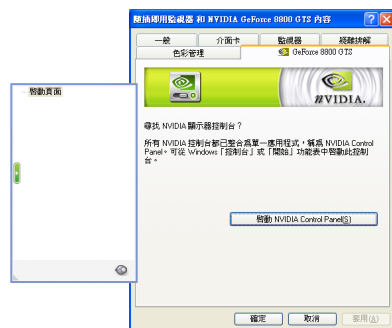 隨插即用監視器 和 NVIDIA GeForce 8800 GTS 內容
一般 介面卡 監視器 疑難排解
色彩管理 GeForce 8800 GTS
啟動頁面
nVIDIA.
尋找 NVIDIA 顯示器控制台？
所有 NVIDIA 控制台都已整合為單一應用程式，稱為 NVIDIA Control
Panel。可從 Windows「控制台」或「開始」功能表中啟動此控制
台。
啟動 NVIDIA Control Panel(S)
確定 取消 套用(A)